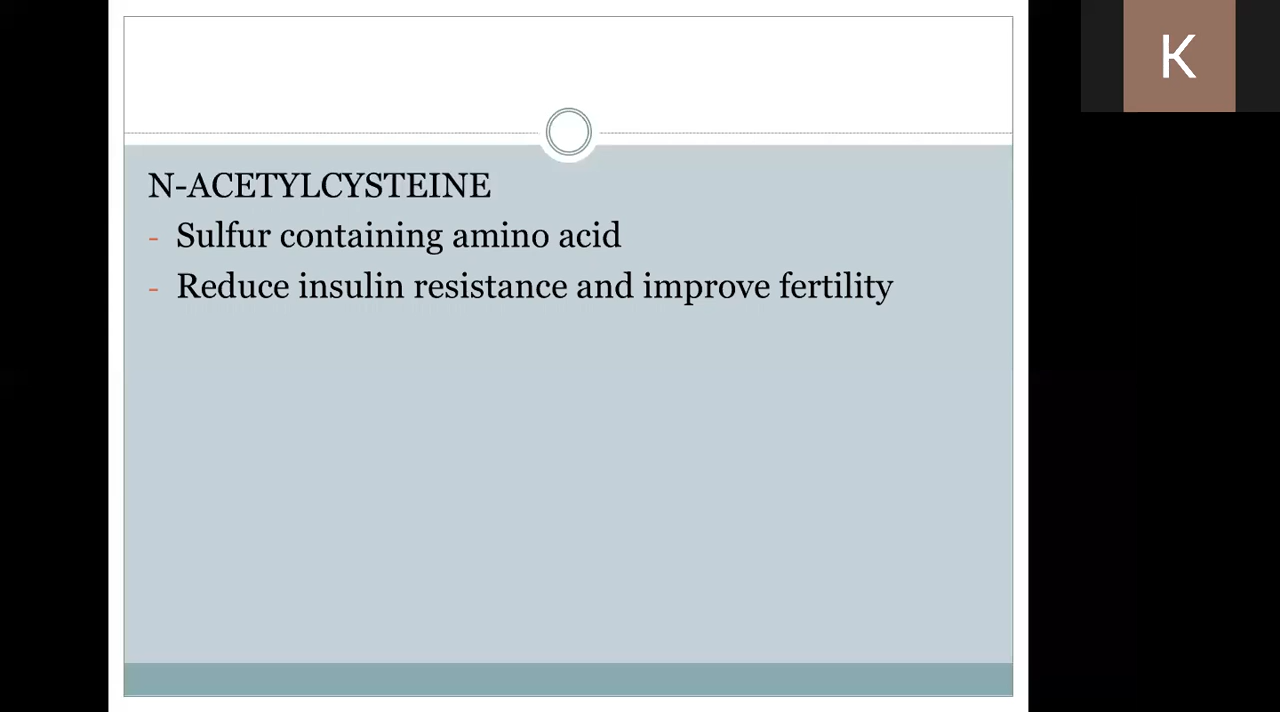 K
N-ACETYLCYSTEINE
- Sulfur containing amino acid
- Reduce insulin resistance and improve fertility